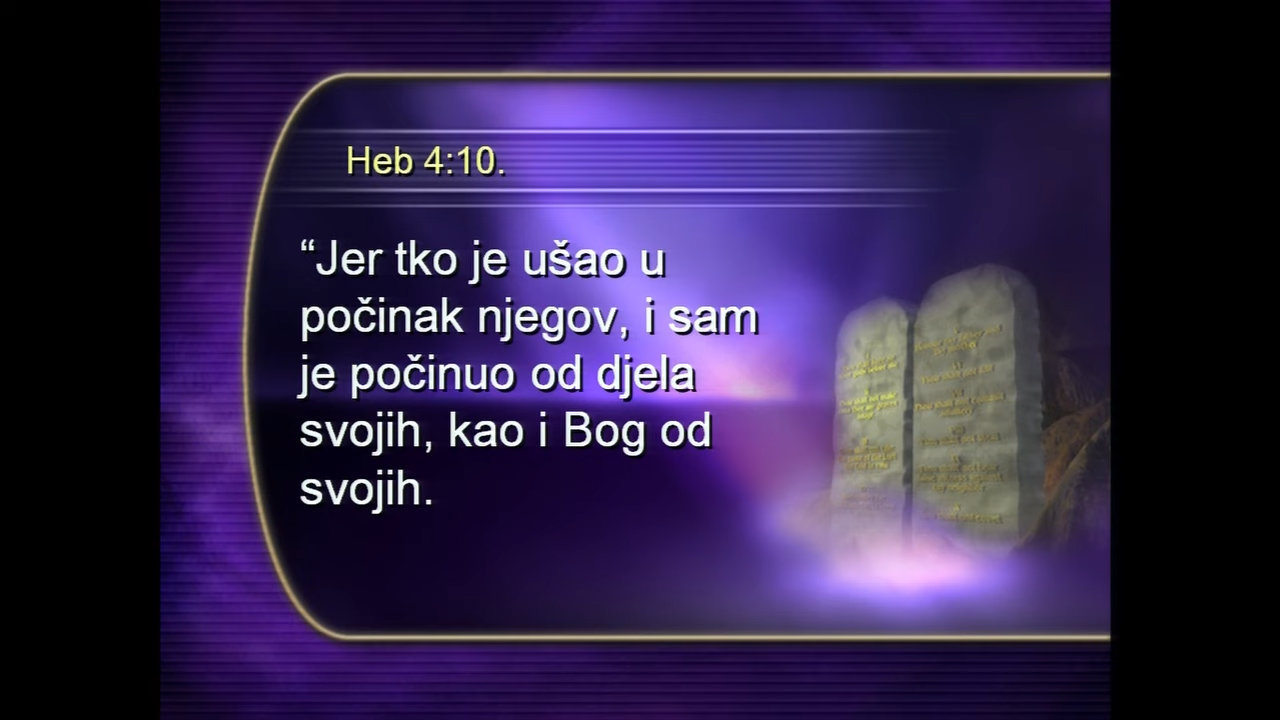 Heb 4:10.
“Jer tko je ušao u
počinak njegov, i sam
je počinuo od djela
svojih, kao i Bog od
svojih.